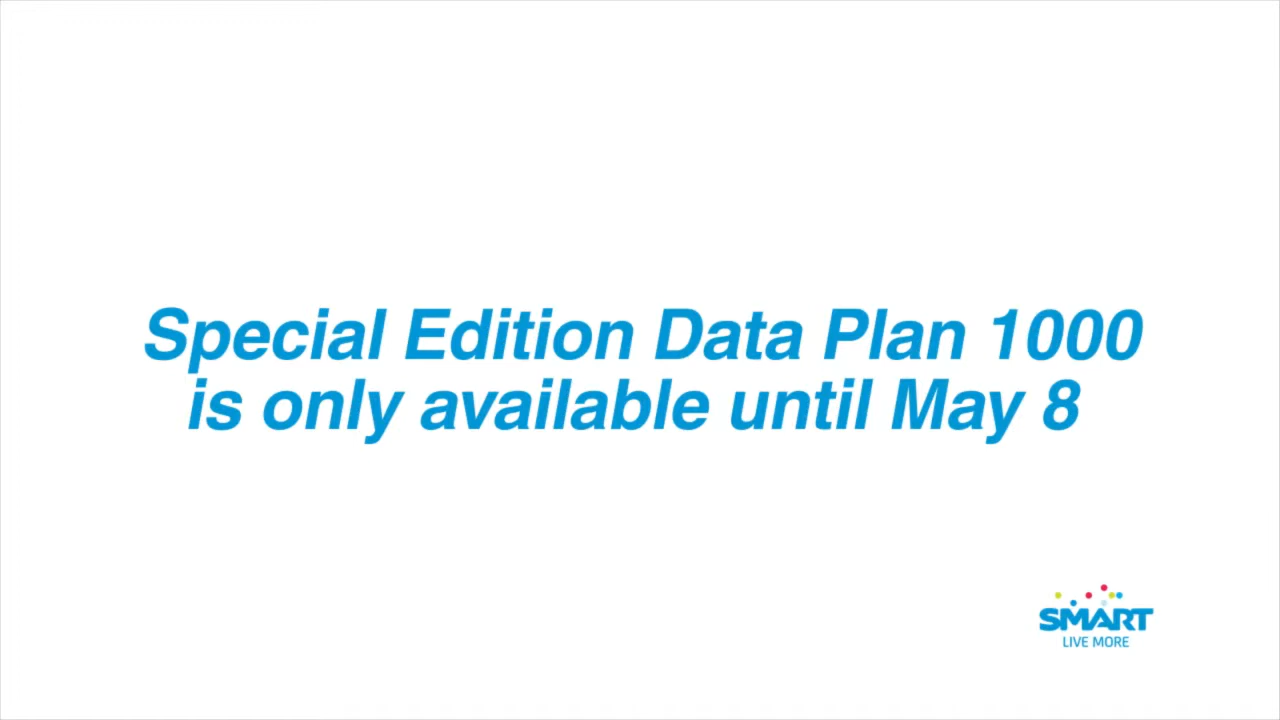 Special Edition Data Plan 1000
is only available until May 8
SMART
LIVE MORE